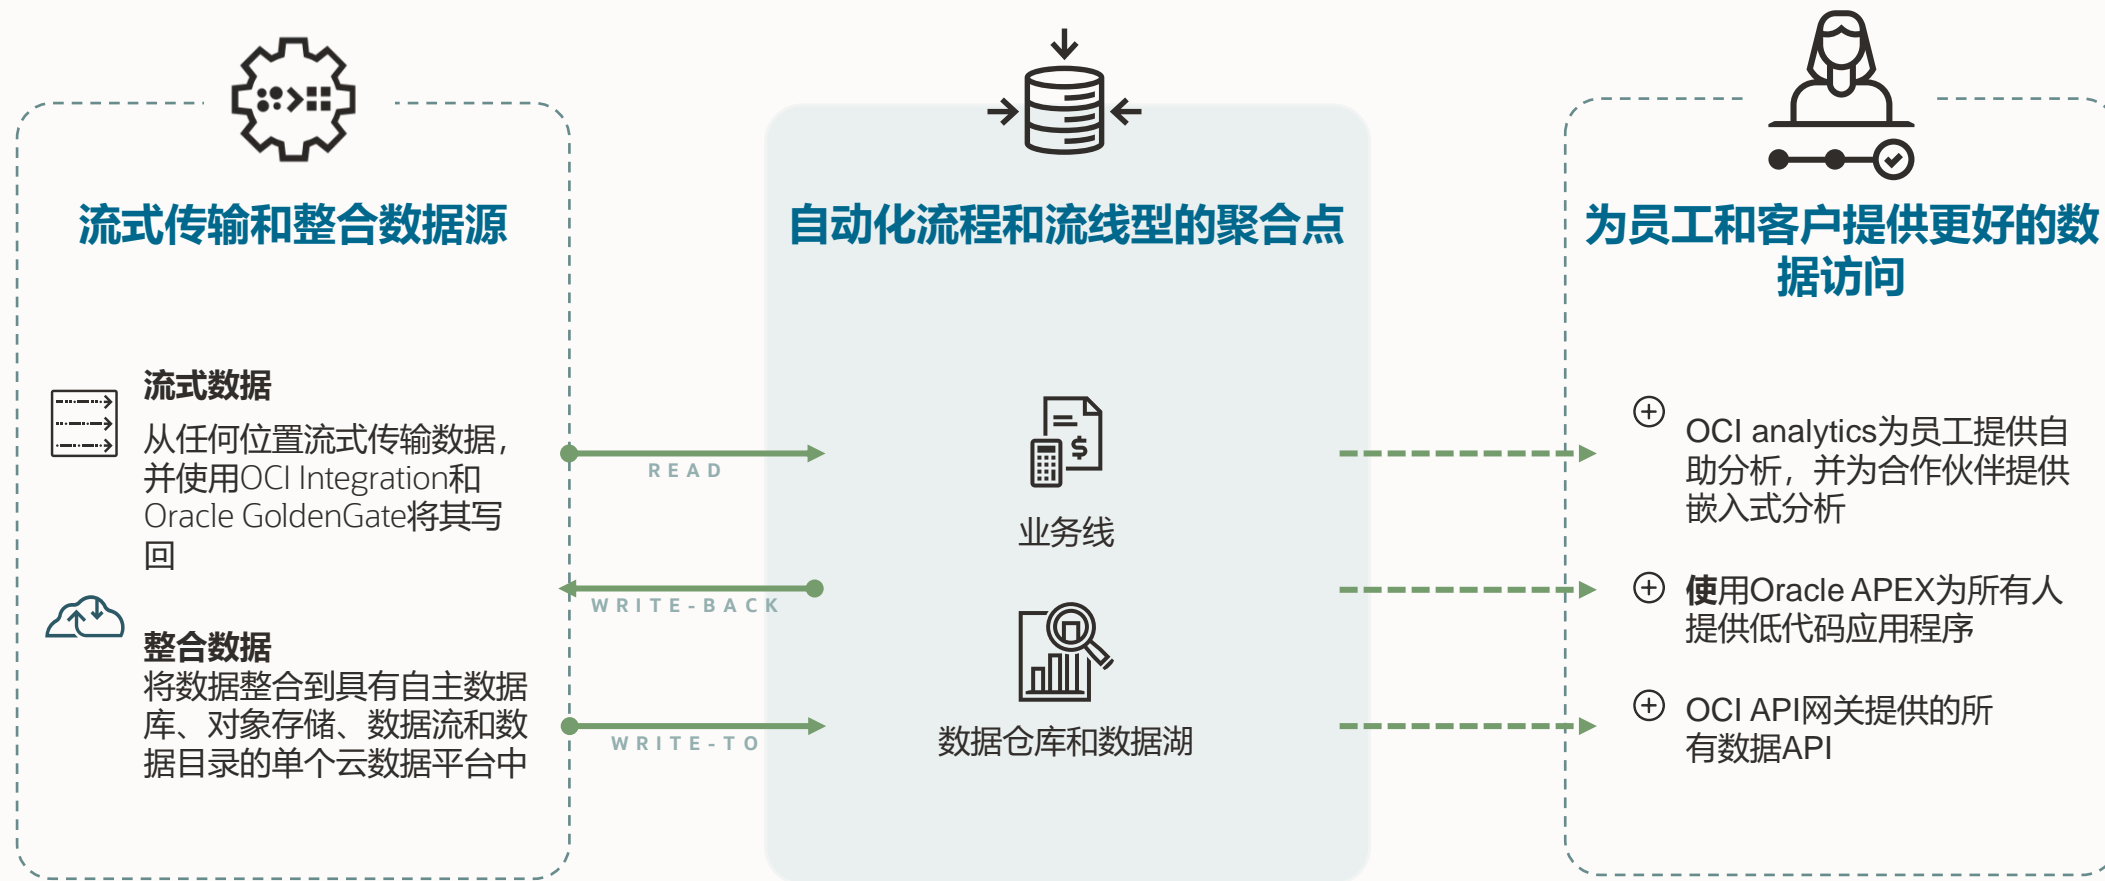 流式传输和整合数据源
流式数据
从任何位置流式传输数据，
并使用OCI Integration和
Oracle GoldenGate将其写
回
整合数据
将数据整合到具有自主数据
库、对象存储、数据流和数
据目录的单个云数据平台中
READ
WRITE-BACK
WRITE-TO
自动化流程和流线型的聚合点
业务线
数据仓库和数据湖
为员工和客户提供更好的数
据访问
OCI analytics为员工提供自
助分析，并为合作伙伴提供
嵌入式分析
使用Oracle APEX为所有人
提供低代码应用程序
OCI API网关提供的所
有数据API